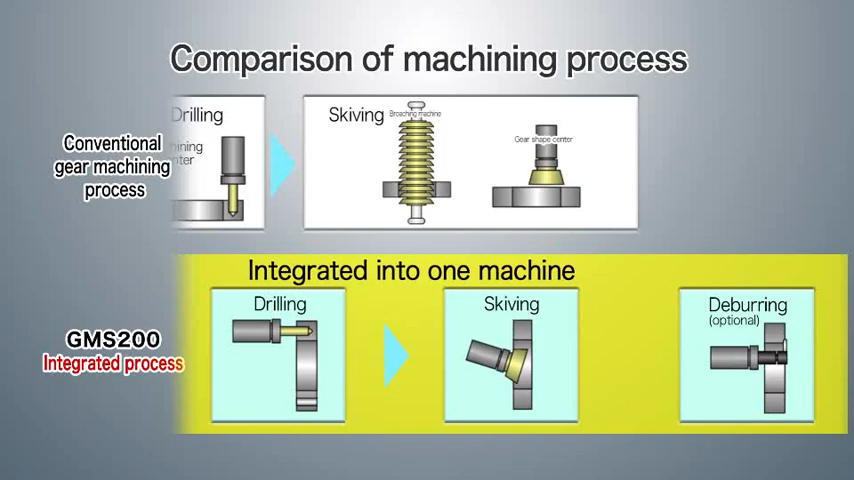 Comparison of machining process
Conventional
gear machining
process
Drilling
Skiving
Broaching machine
Gear shape center
Integrated into one machine
GMS200
Integrated process
Drilling
Skiving
Deburring
(optional)